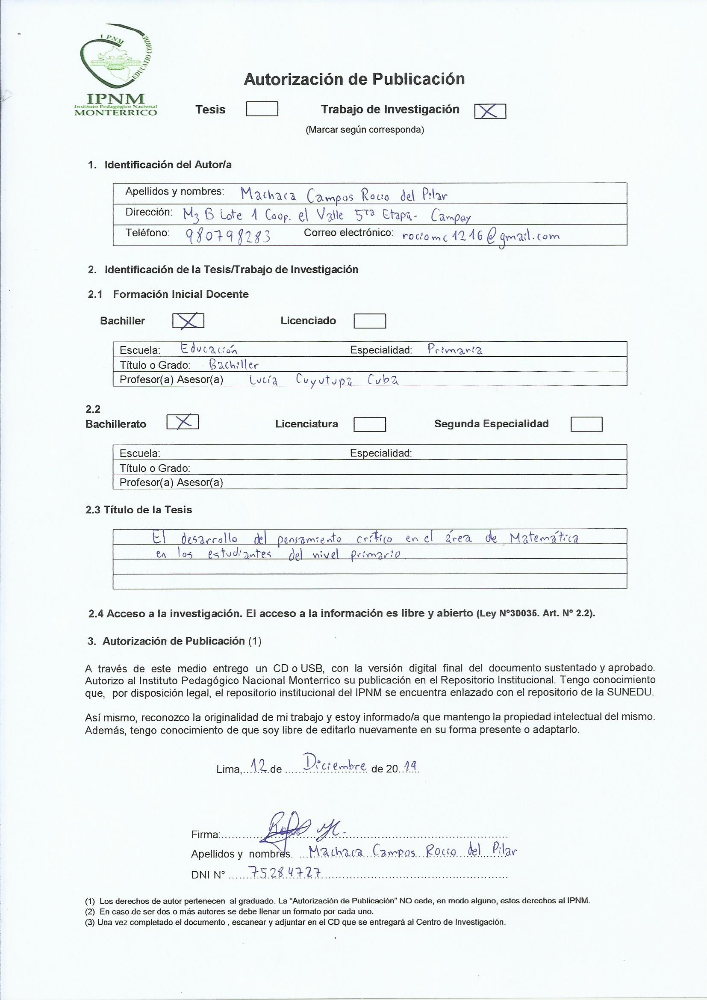 IPNM
EDUCATIO CORDE
IPNM
Instituto Pedagógico Nacional
MONTERRICO
Autorización de Publicación
Tesis Trabajo de Investigación X
(Marcar según corresponda)
1. Identificación del Autor/a
Apellidos y nombres: Machaca Campos Rocio del Pilar
Dirección: Mz B Lote 1 Coop. el Valle 5Ta Etapa- Campoy
Teléfono: 980798283 Correo electrónico: rociomc1216@gmail.com
2. Identificación de la Tesis/Trabajo de Investigación
2.1 Formación Inicial Docente
Bachiller X Licenciado
Escuela: Educación Especialidad: Primaria
Título o Grado: Bachiller
Profesor(a) Asesor(a) Lucía Cuyutupa Cuba
2.2
Bachillerato X Licenciatura Segunda Especialidad
Escuela: Especialidad:
Título o Grado:
Profesor(a) Asesor(a)
2.3 Título de la Tesis
El desarrollo del pensamiento crítico en el área de Matemática
en los estudiantes del nivel primario.
2.4 Acceso a la investigación. El acceso a la información es libre y abierto (Ley N°30035. Art. N° 2.2).
3. Autorización de Publicación (1)
A través de este medio entrego un CD o USB, con la versión digital final del documento sustentado y aprobado.
Autorizo al Instituto Pedagógico Nacional Monterrico su publicación en el Repositorio Institucional. Tengo conocimiento
que, por disposición legal, el repositorio institucional del IPNM se encuentra enlazado con el repositorio de la SUNEDU.
Así mismo, reconozco la originalidad de mi trabajo y estoy informado/a que mantengo la propiedad intelectual del mismo.
Además, tengo conocimiento de que soy libre de editarlo nuevamente en su forma presente o adaptarlo.
Lima, 12 de Diciembre de 2019
Firma:
Apellidos y nombres. Machaca Campos Rocio del Pilar
DNI N° 75284727
(1) Los derechos de autor pertenecen al graduado. La "Autorización de Publicación" NO cede, en modo alguno, estos derechos al IPNM.
(2) En caso de ser dos o más autores se debe llenar un formato por cada uno.
(3) Una vez completado el documento , escanear y adjuntar en el CD que se entregará al Centro de Investigación.